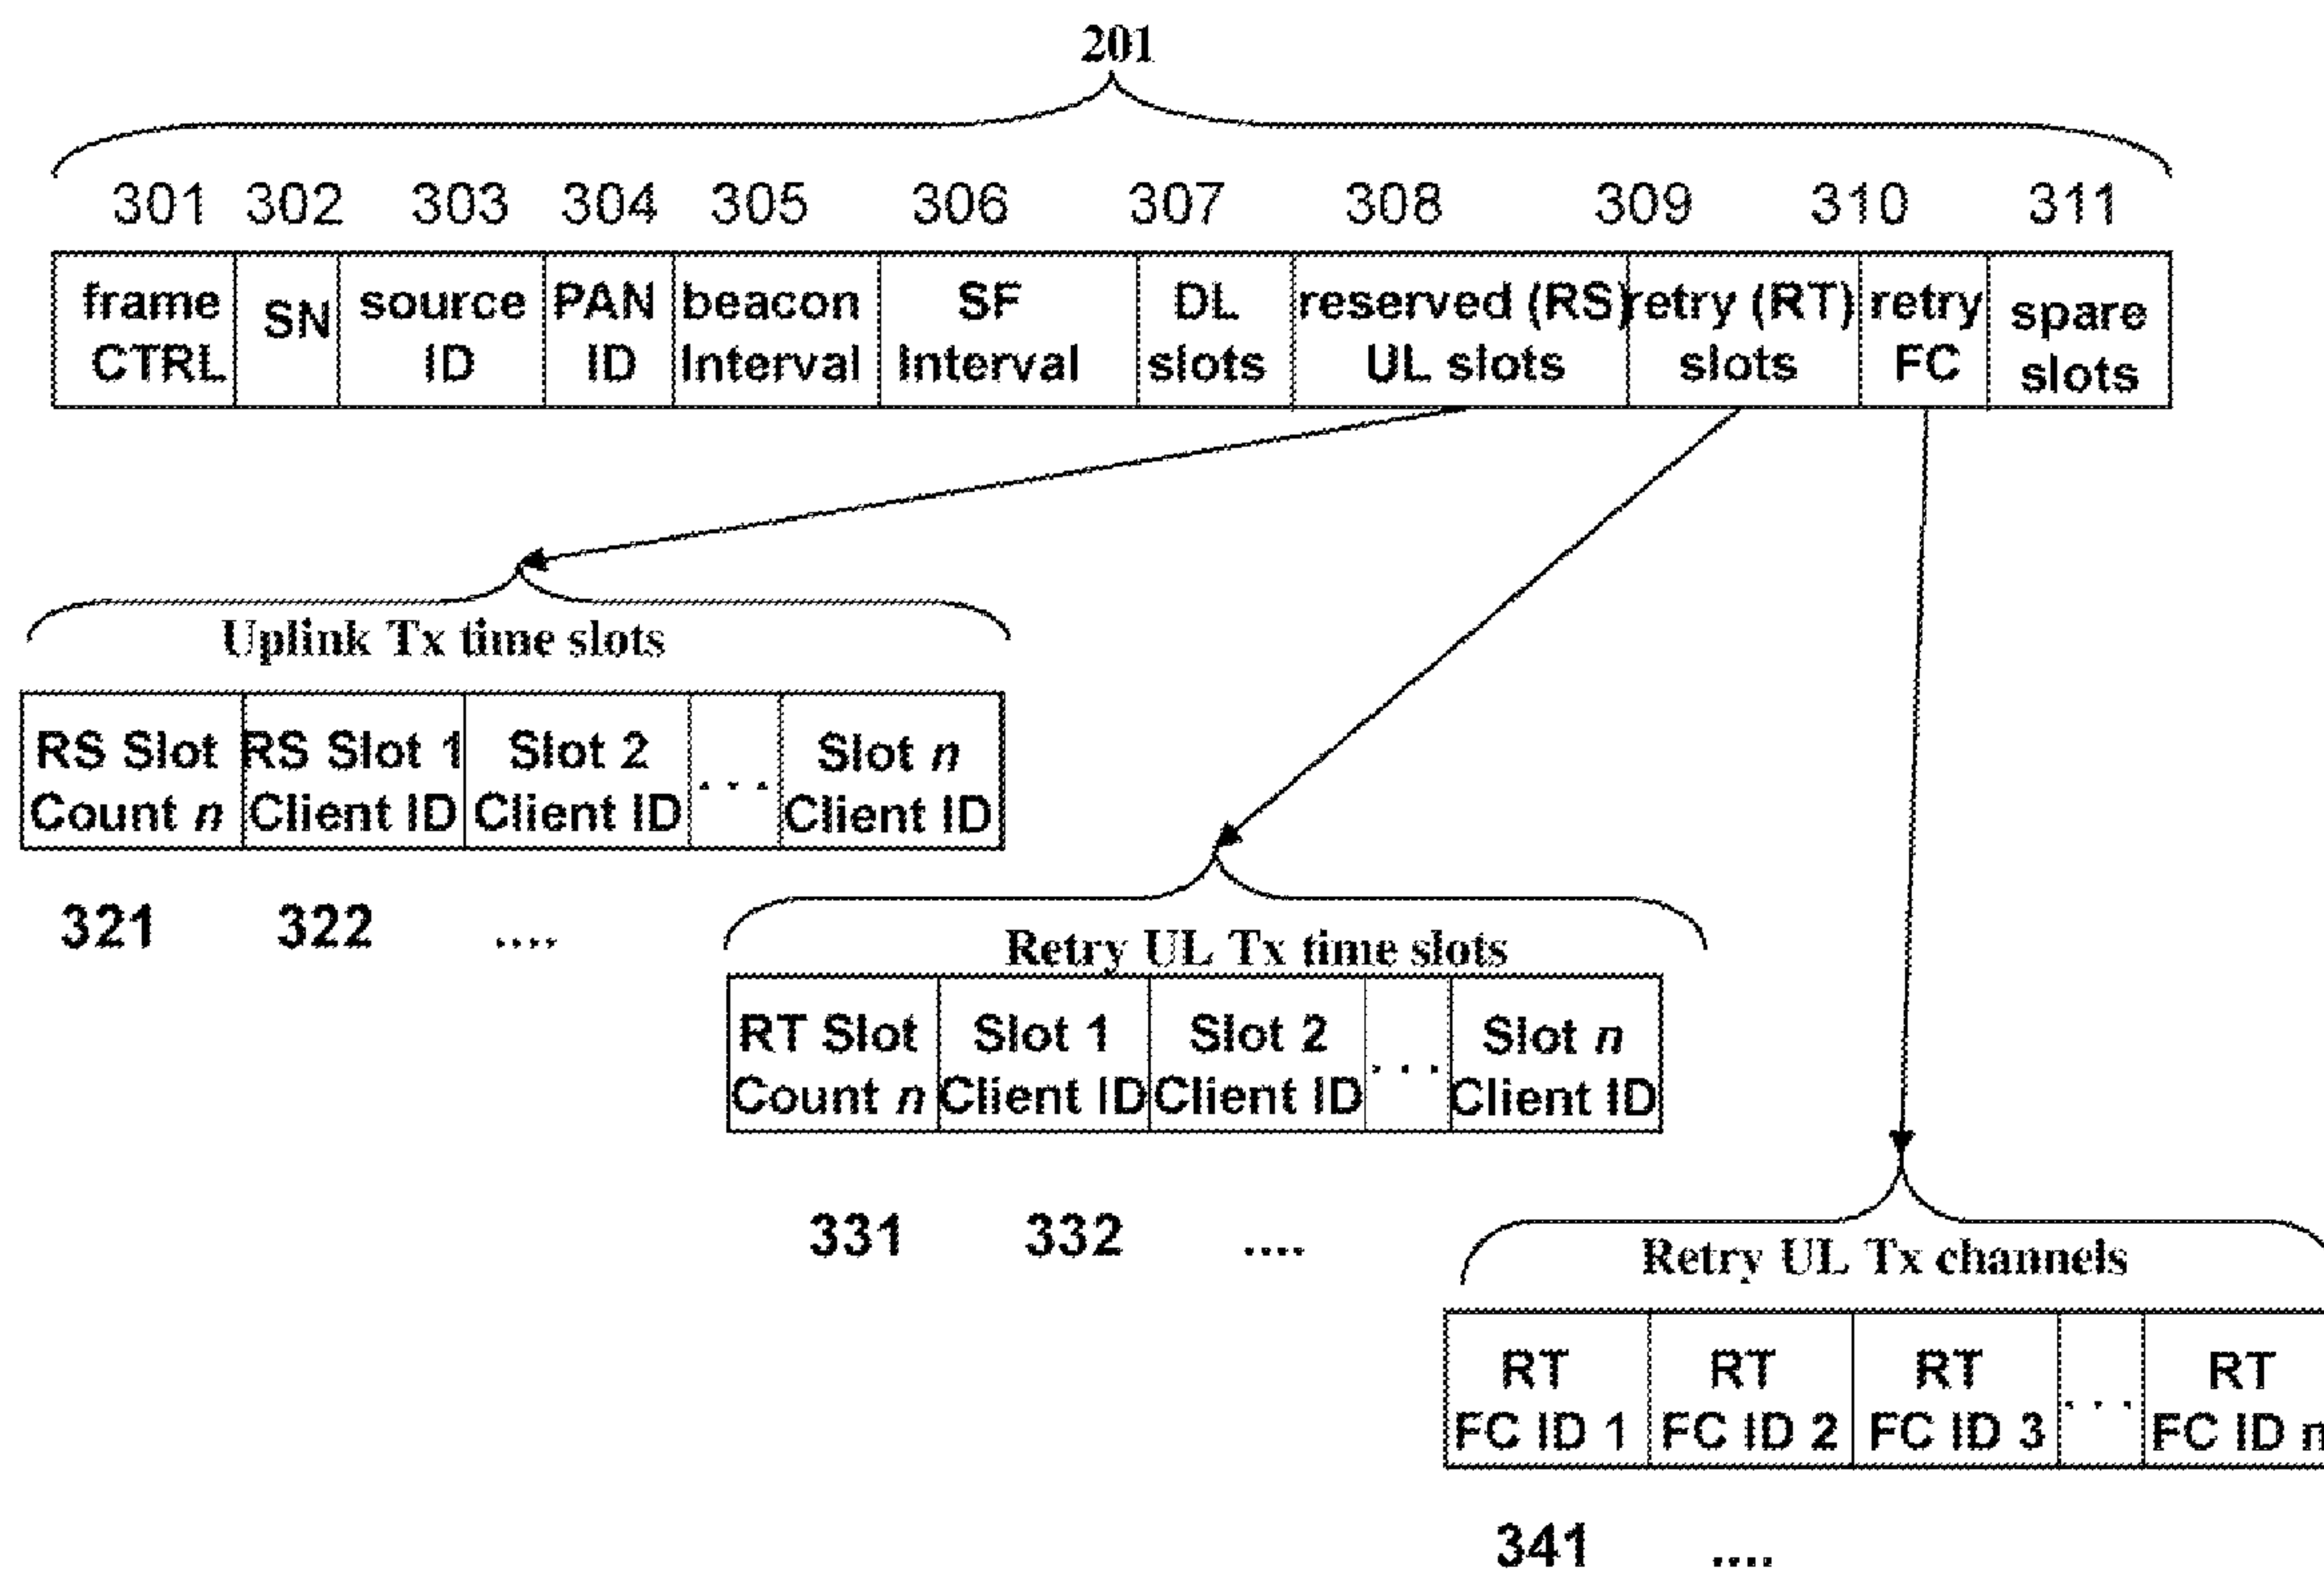 201
301 302 303 304 305 306 307 308 309 310 311
frame SN source PAN beacon SF DL reserved (RS) retry (RT) retry spare
CTRL ID ID Interval Interval slots UL slots slots FC slots
Uplink Tx time slots
RS Slot RS Slot 1 Slot 2 . . . Slot n
Count n Client ID Client ID Client ID
321 322 ....
Retry UL Tx time slots
RT Slot Slot 1 Slot 2 . . . Slot n
Count n Client ID Client ID Client ID
331 332 ....
Retry UL Tx channels
RT RT RT . . . RT
FC ID 1 FC ID 2 FC ID 3 FC ID n
341 ....